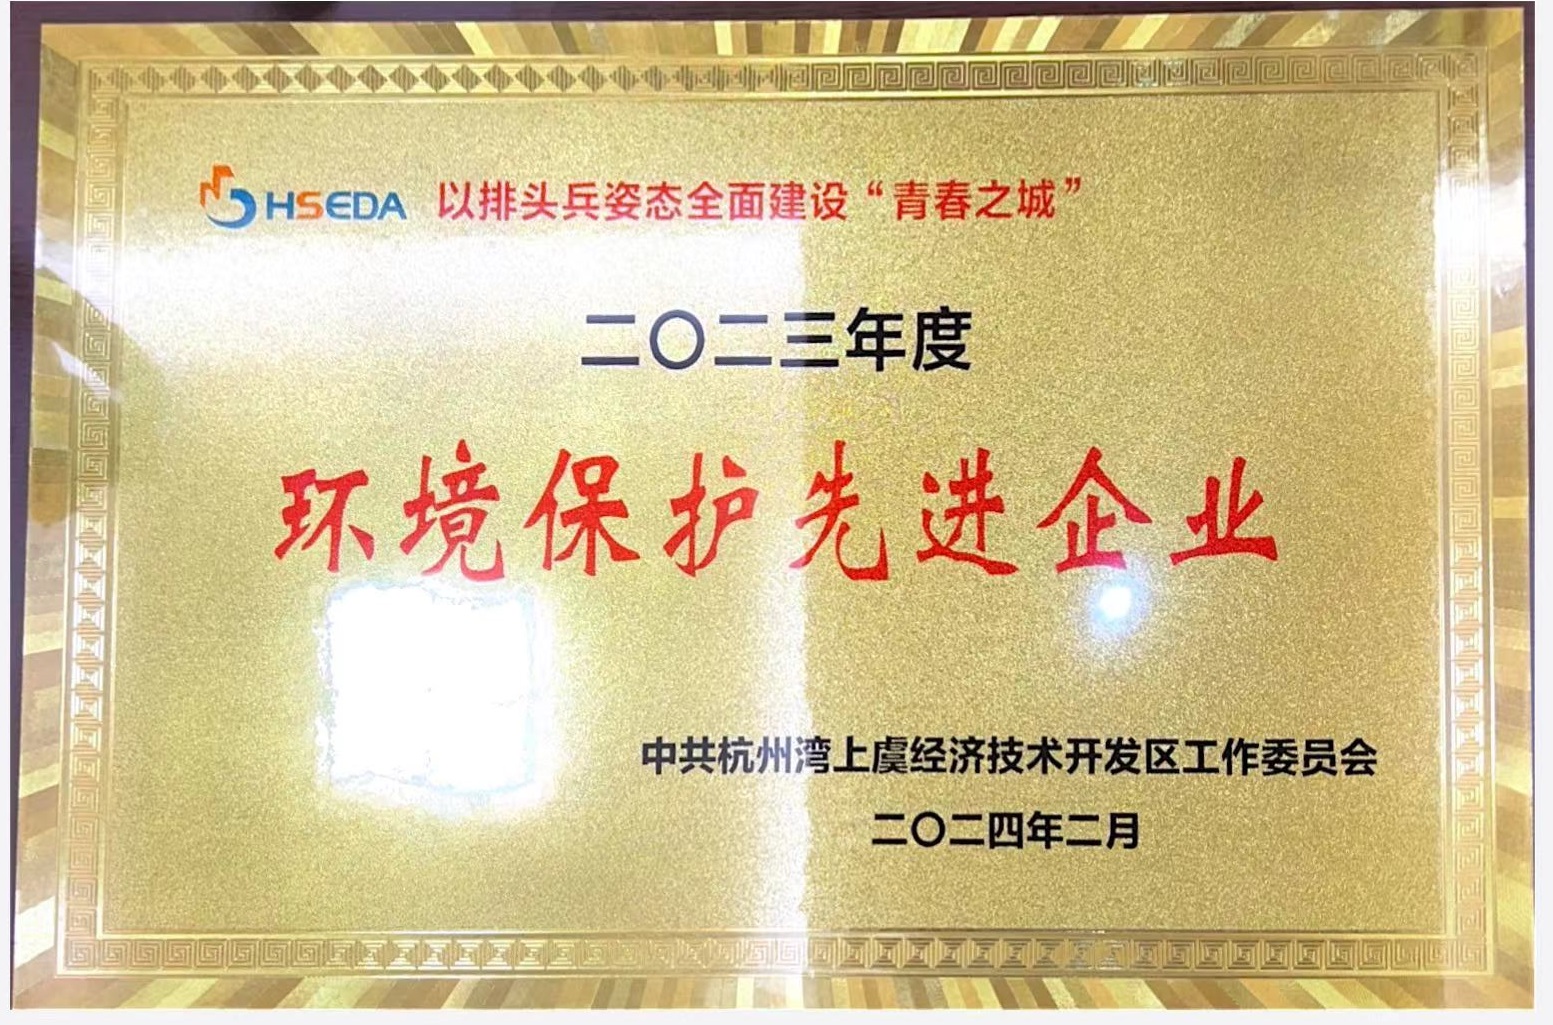 HSEDA 以排头兵姿态全面建设“青春之城”
二〇二三年度
环境保护先进企业
中共杭州湾上虞经济技术开发区工作委员会
二〇二四年二月